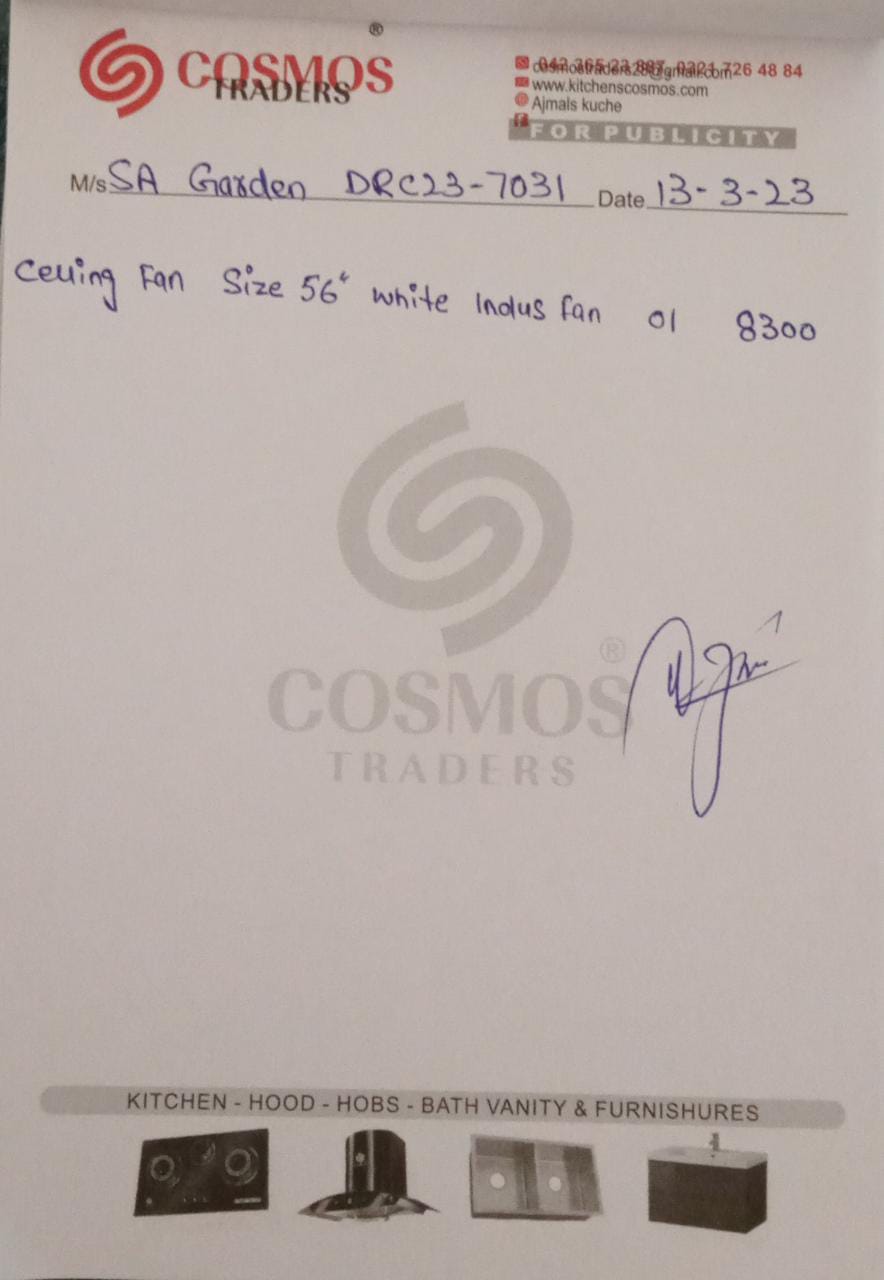 ®
COSMOS
TRADERS
042 365 23 887, 0321 726 48 84
cosmostraders28@gmail.com
www.kitchenscosmos.com
Ajmals kuche
FOR PUBLICITY
M/s SA Garden DRC23-7031 Date 13-3-23
Celling Fan Size 56" white Indus fan 01 8300
®
COSMOS
TRADERS
KITCHEN - HOOD - HOBS - BATH VANITY & FURNISHURES